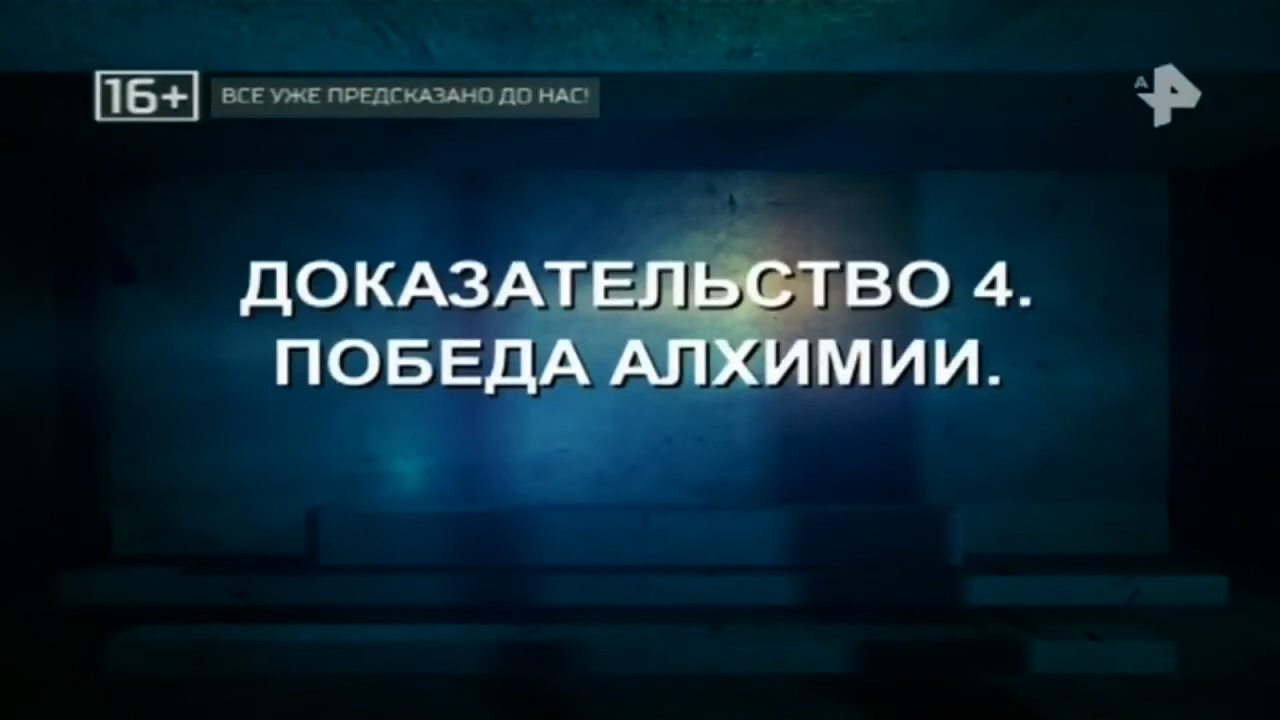 16+ ВСЕ УЖЕ ПРЕДСКАЗАНО ДО НАС!
А
ДОКАЗАТЕЛЬСТВО 4.
ПОБЕДА АЛХИМИИ.